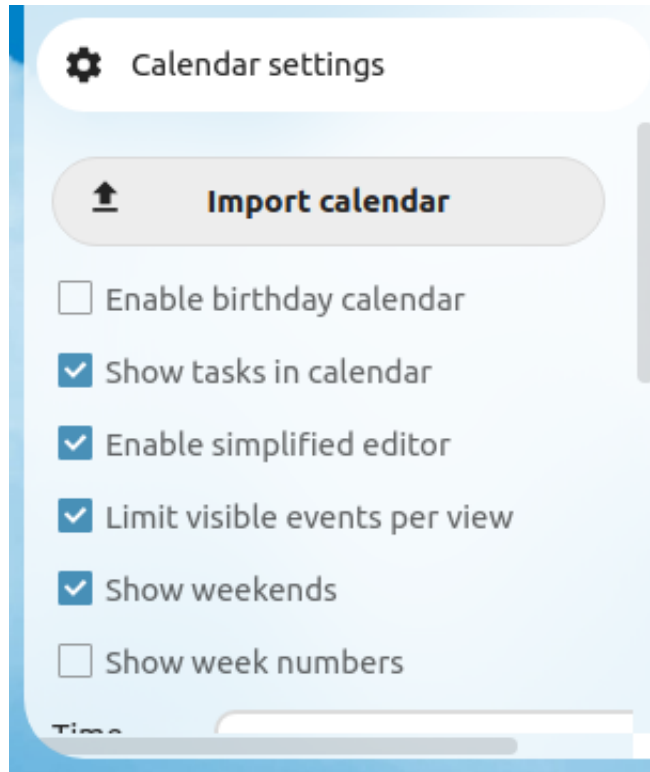 Calendar settings
Import calendar
Enable birthday calendar
Show tasks in calendar
Enable simplified editor
Limit visible events per view
Show weekends
Show week numbers
Time